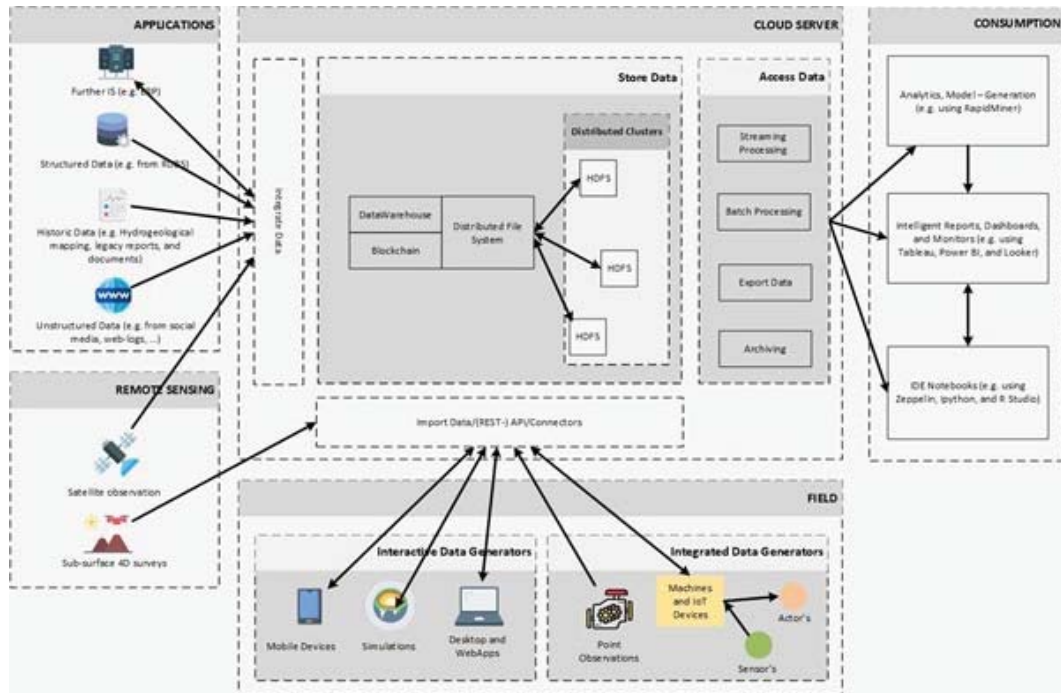 APPLICATIONS
Further IS (e.g. ERP)
Structured Data (e.g. from RDBS)
Historic Data (e.g. Hydrogeological
mapping, legacy reports, and
documents)
WWW
Unstructured Data (e.g. from social
media, web-logs, ...)
REMOTE SENSING
Satellite observation
Sub-surface 4D surveys
CLOUD SERVER
Integrate Data
Store Data
DataWarehouse
Blockchain
Distributed File
System
Distributed Clusters
HDFS
HDFS
HDFS
Access Data
Streaming
Processing
Batch Processing
Export Data
Archiving
Import Data/(REST-) API/Connectors
CONSUMPTION
Analytics, Model – Generation
(e.g. using RapidMiner)
Intelligent Reports, Dashboards,
and Monitors (e.g. using
Tableau, Power BI, and Looker)
IDE Notebooks (e.g. using
Zeppelin, Ipython, and R Studio)
FIELD
Interactive Data Generators
Mobile Devices
Simulations
Desktop and
WebApps
Integrated Data Generators
Point
Observations
Machines
and IoT
Devices
Actor's
Sensor's